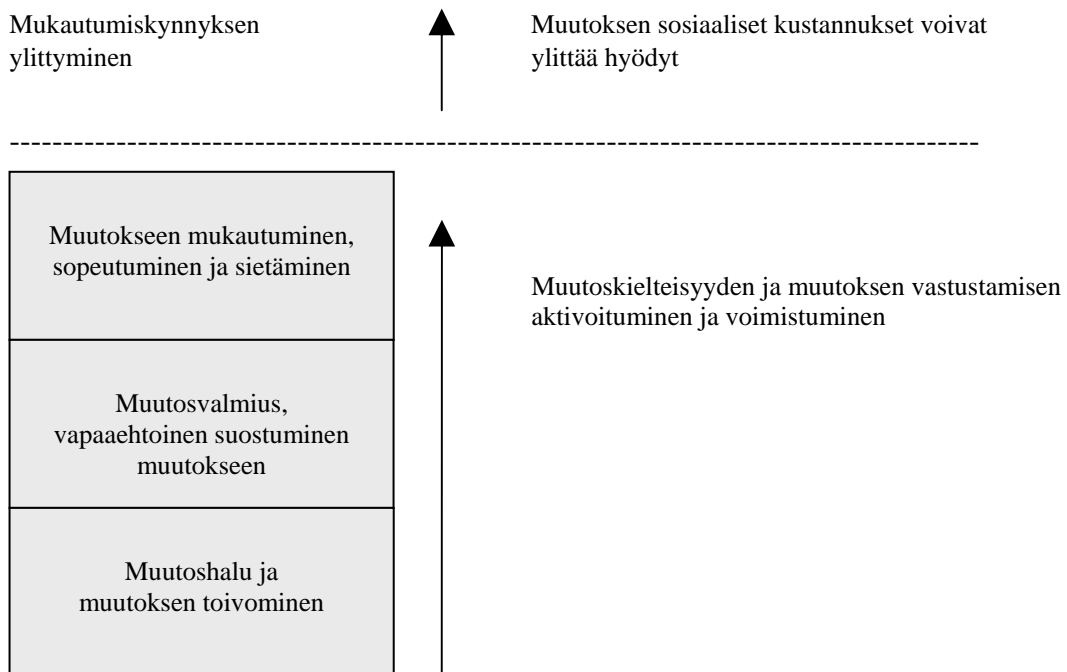 Mukautumiskynnyksen
ylittyminen
Muutoksen sosiaaliset kustannukset voivat
ylittää hyödyt
Muutokseen mukautuminen,
sopeutuminen ja sietäminen
Muutoskielteisyyden ja muutoksen vastustamisen
aktivoituminen ja voimistuminen
Muutosvalmius,
vapaaehtoinen suostuminen
muutokseen
Muutoshalu ja
muutoksen toivominen